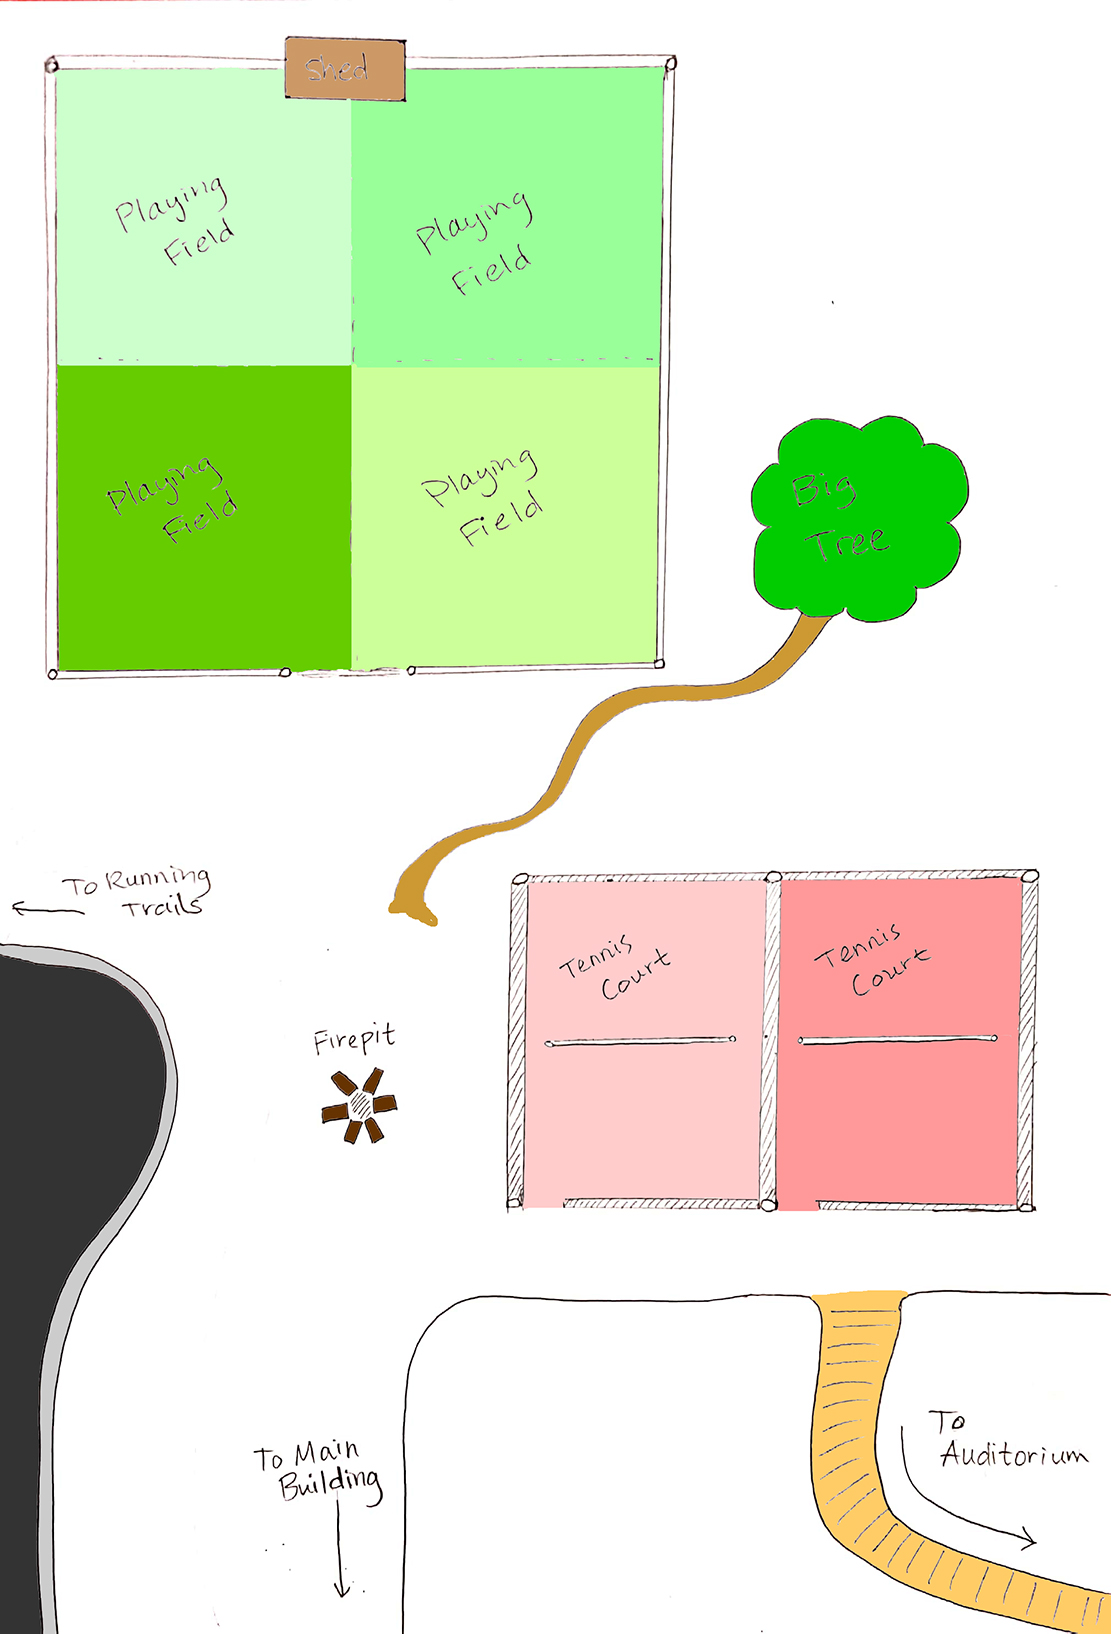 Shed
Playing
Field
Playing
Field
Playing
Field
Playing
Field
Big
Tree
To Running
Trails
Tennis
Court
Tennis
Court
Firepit
To Main
Building
To
Auditorium